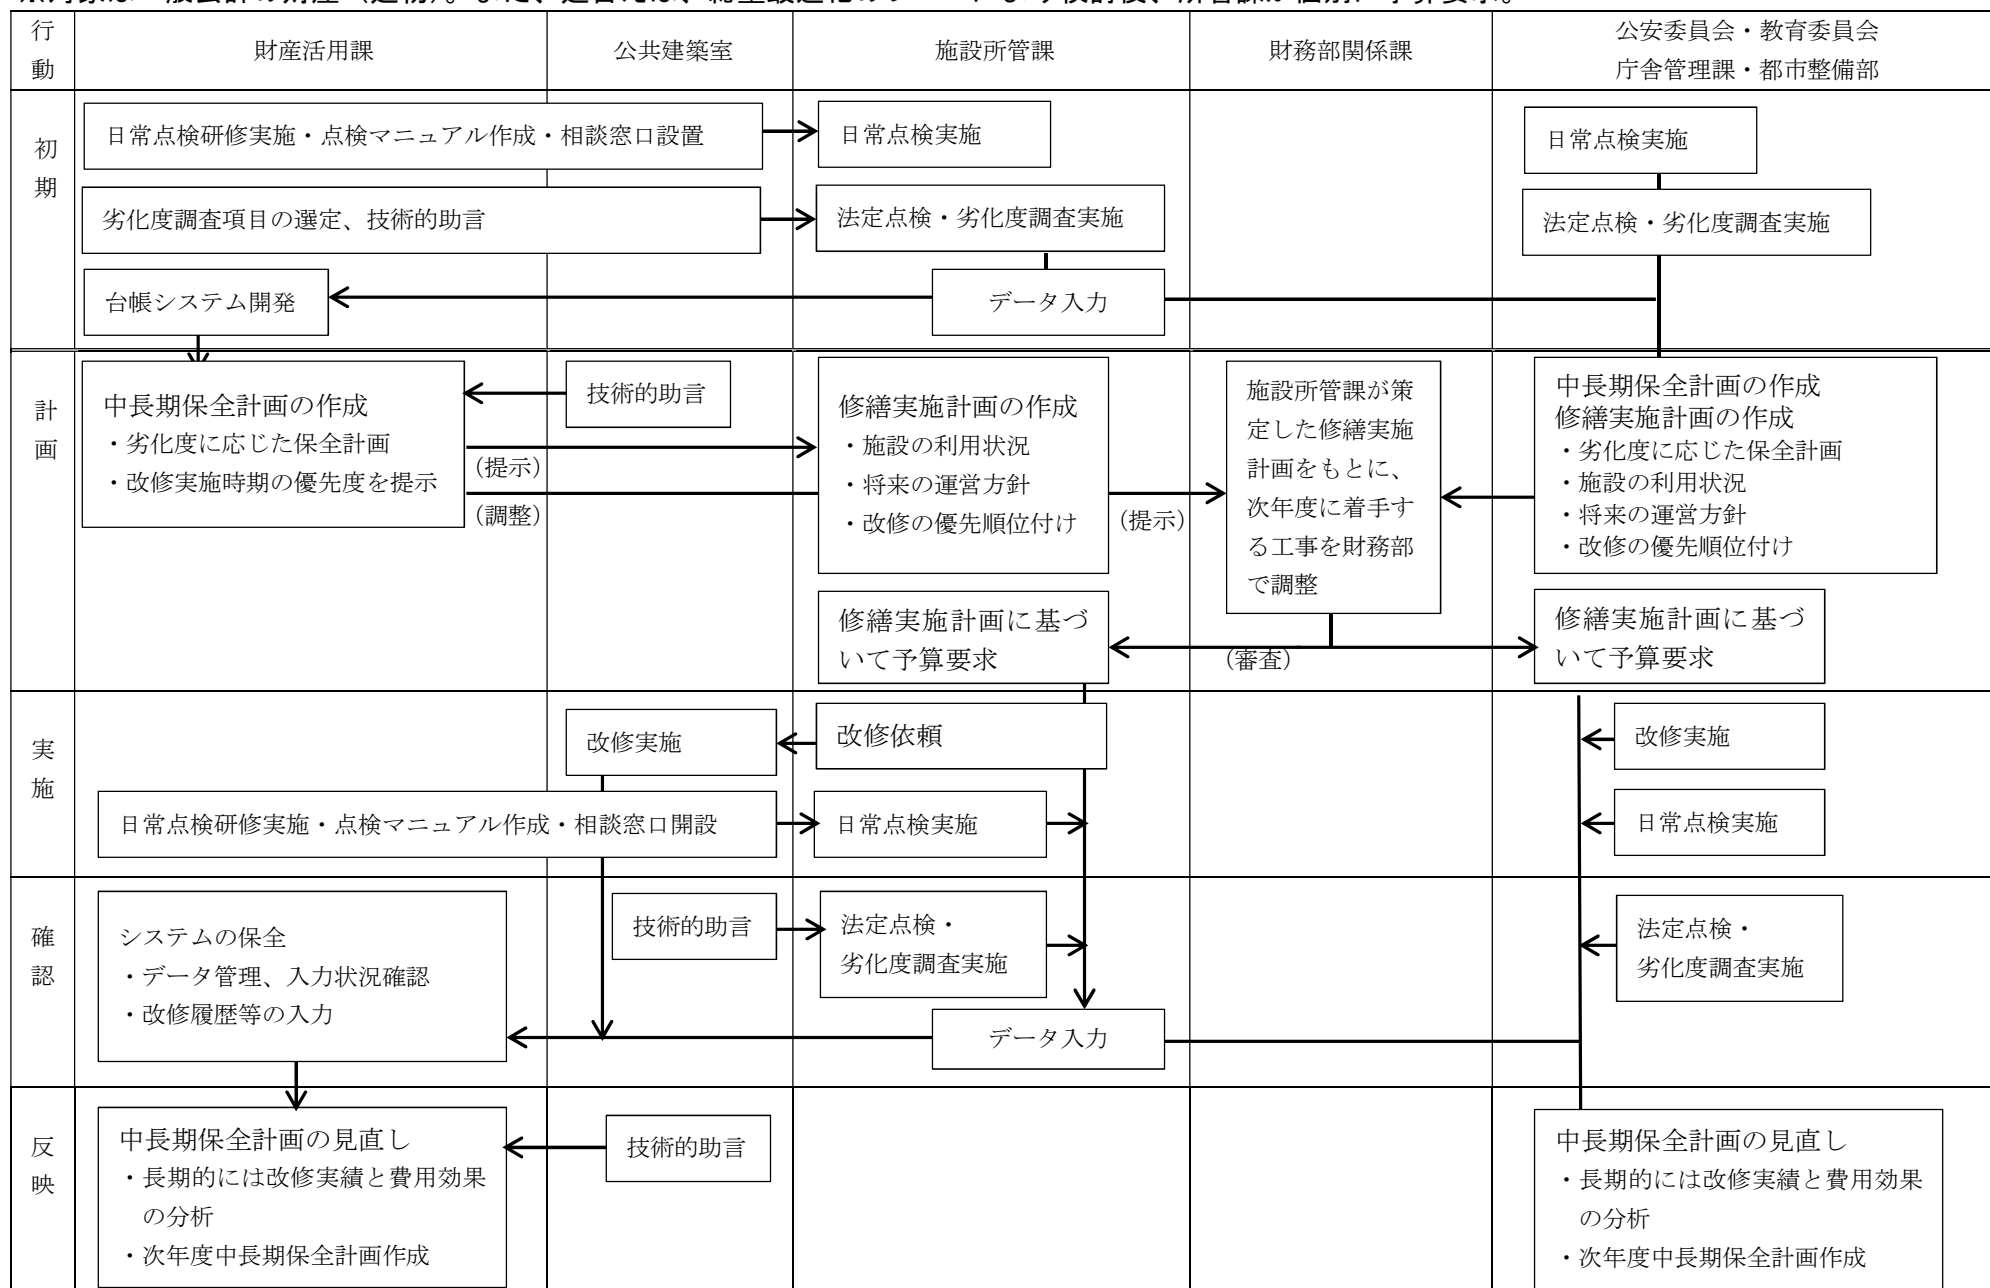 行
動
財産活用課
公共建築室
施設所管課
財務部関係課
公安委員会・教育委員会
庁舎管理課・都市整備部
初
期
日常点検研修実施・点検マニュアル作成・相談窓口設置
日常点検実施
日常点検実施
劣化度調査項目の選定、技術的助言
法定点検・劣化度調査実施
法定点検・劣化度調査実施
台帳システム開発
データ入力
計
画
中長期保全計画の作成
・劣化度に応じた保全計画
・改修実施時期の優先度を提示
技術的助言
(提示)
(調整)
修繕実施計画の作成
・施設の利用状況
・将来の運営方針
・改修の優先順位付け
(提示)
施設所管課が策
定した修繕実施
計画をもとに、
次年度に着手す
る工事を財務部
で調整
中長期保全計画の作成
修繕実施計画の作成
・劣化度に応じた保全計画
・施設の利用状況
・将来の運営方針
・改修の優先順位付け
修繕実施計画に基づ
いて予算要求
(審査)
修繕実施計画に基づ
いて予算要求
実
施
改修実施
改修依頼
改修実施
日常点検研修実施・点検マニュアル作成・相談窓口開設
日常点検実施
日常点検実施
確
認
システムの保全
・データ管理、入力状況確認
・改修履歴等の入力
技術的助言
法定点検・
劣化度調査実施
法定点検・
劣化度調査実施
データ入力
反
映
中長期保全計画の見直し
・長期的には改修実績と費用効果
の分析
・次年度中長期保全計画作成
技術的助言
中長期保全計画の見直し
・長期的には改修実績と費用効果
の分析
・次年度中長期保全計画作成